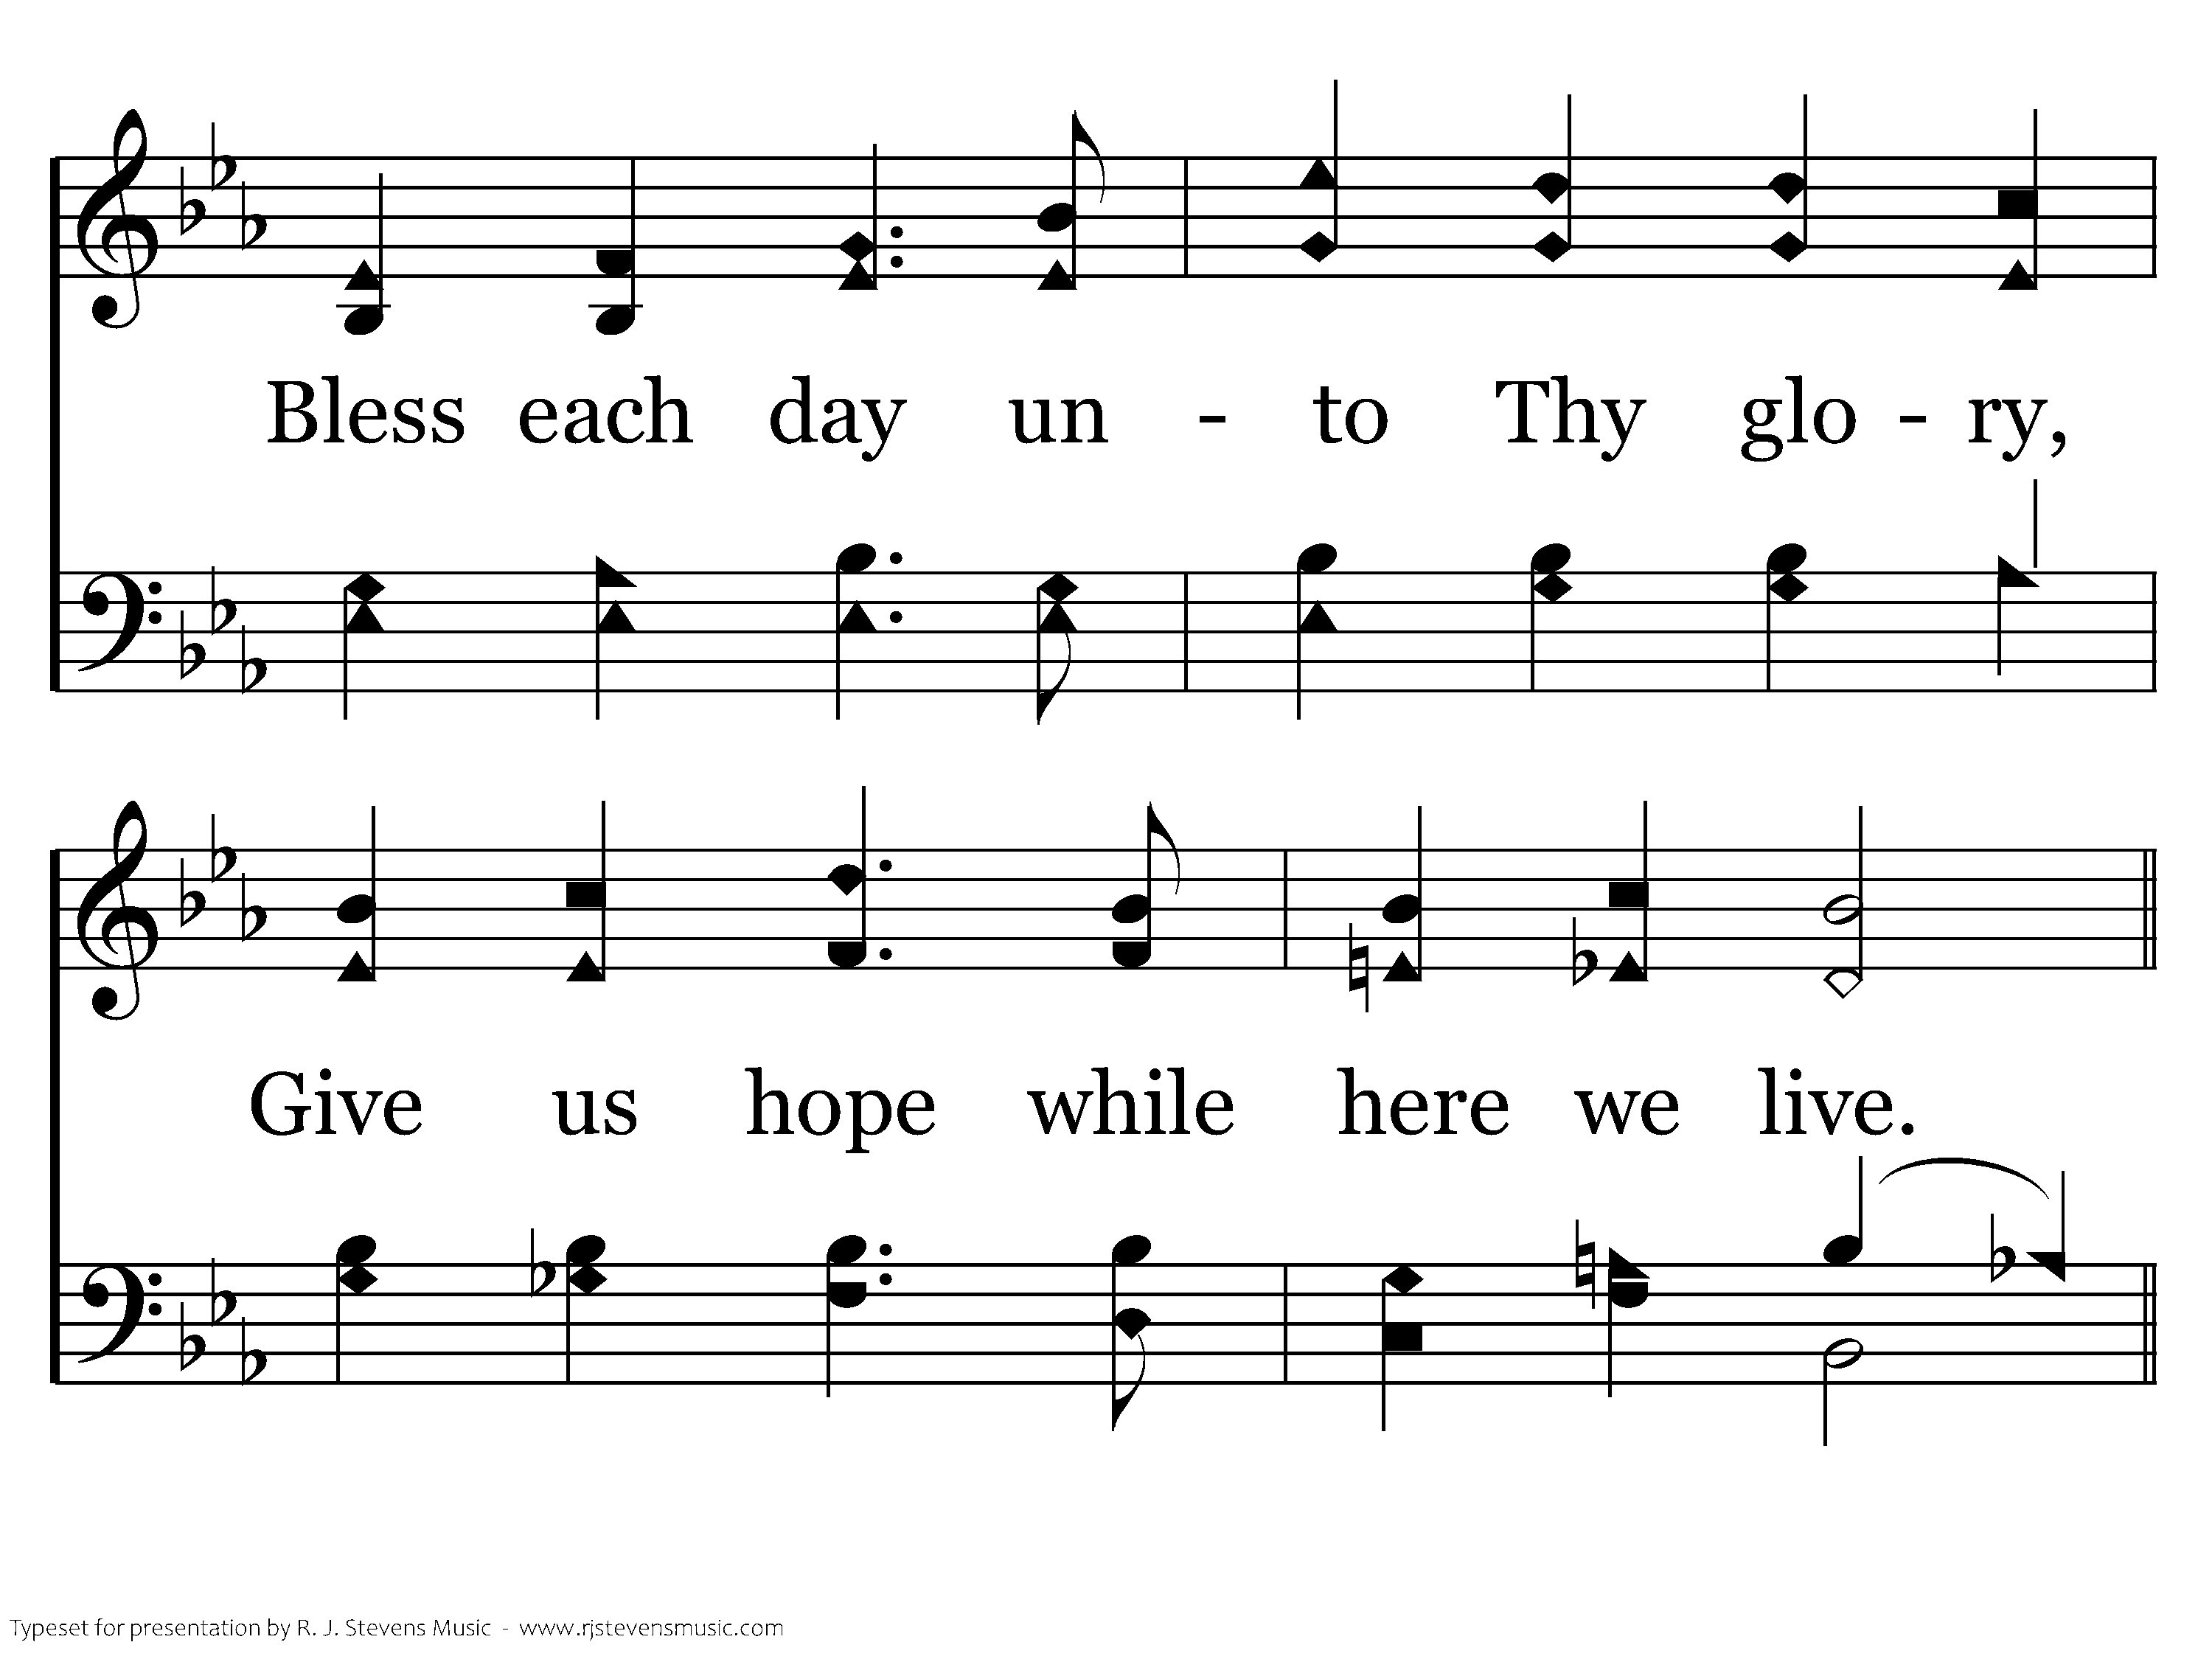 Bless each day un - to Thy glo - ry,
Give us hope while here we live.
Typeset for presentation by R. J. Stevens Music - www.rjstevensmusic.com